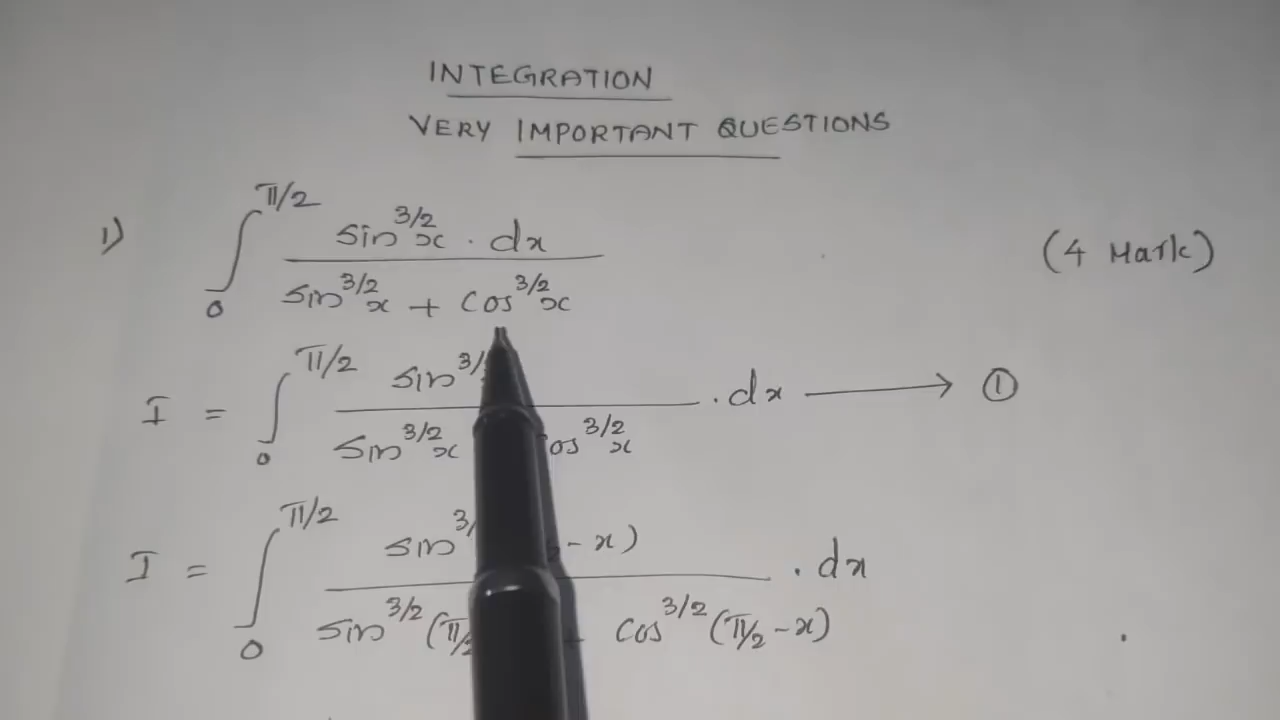 INTEGRATION
VERY IMPORTANT QUESTIONS
1) ∫₀^{π/2} sin^{3/2}x . dx / sin^{3/2}x + cos^{3/2}x (4 Mark)
I = ∫₀^{π/2} sin^{3/ / sin^{3/2}x cos^{3/2}x . dx ⟶ ①
I = ∫₀^{π/2} sin^{3/ - x) / sin^{3/2}(π/2 + cos^{3/2}(π/2 - x) . dx